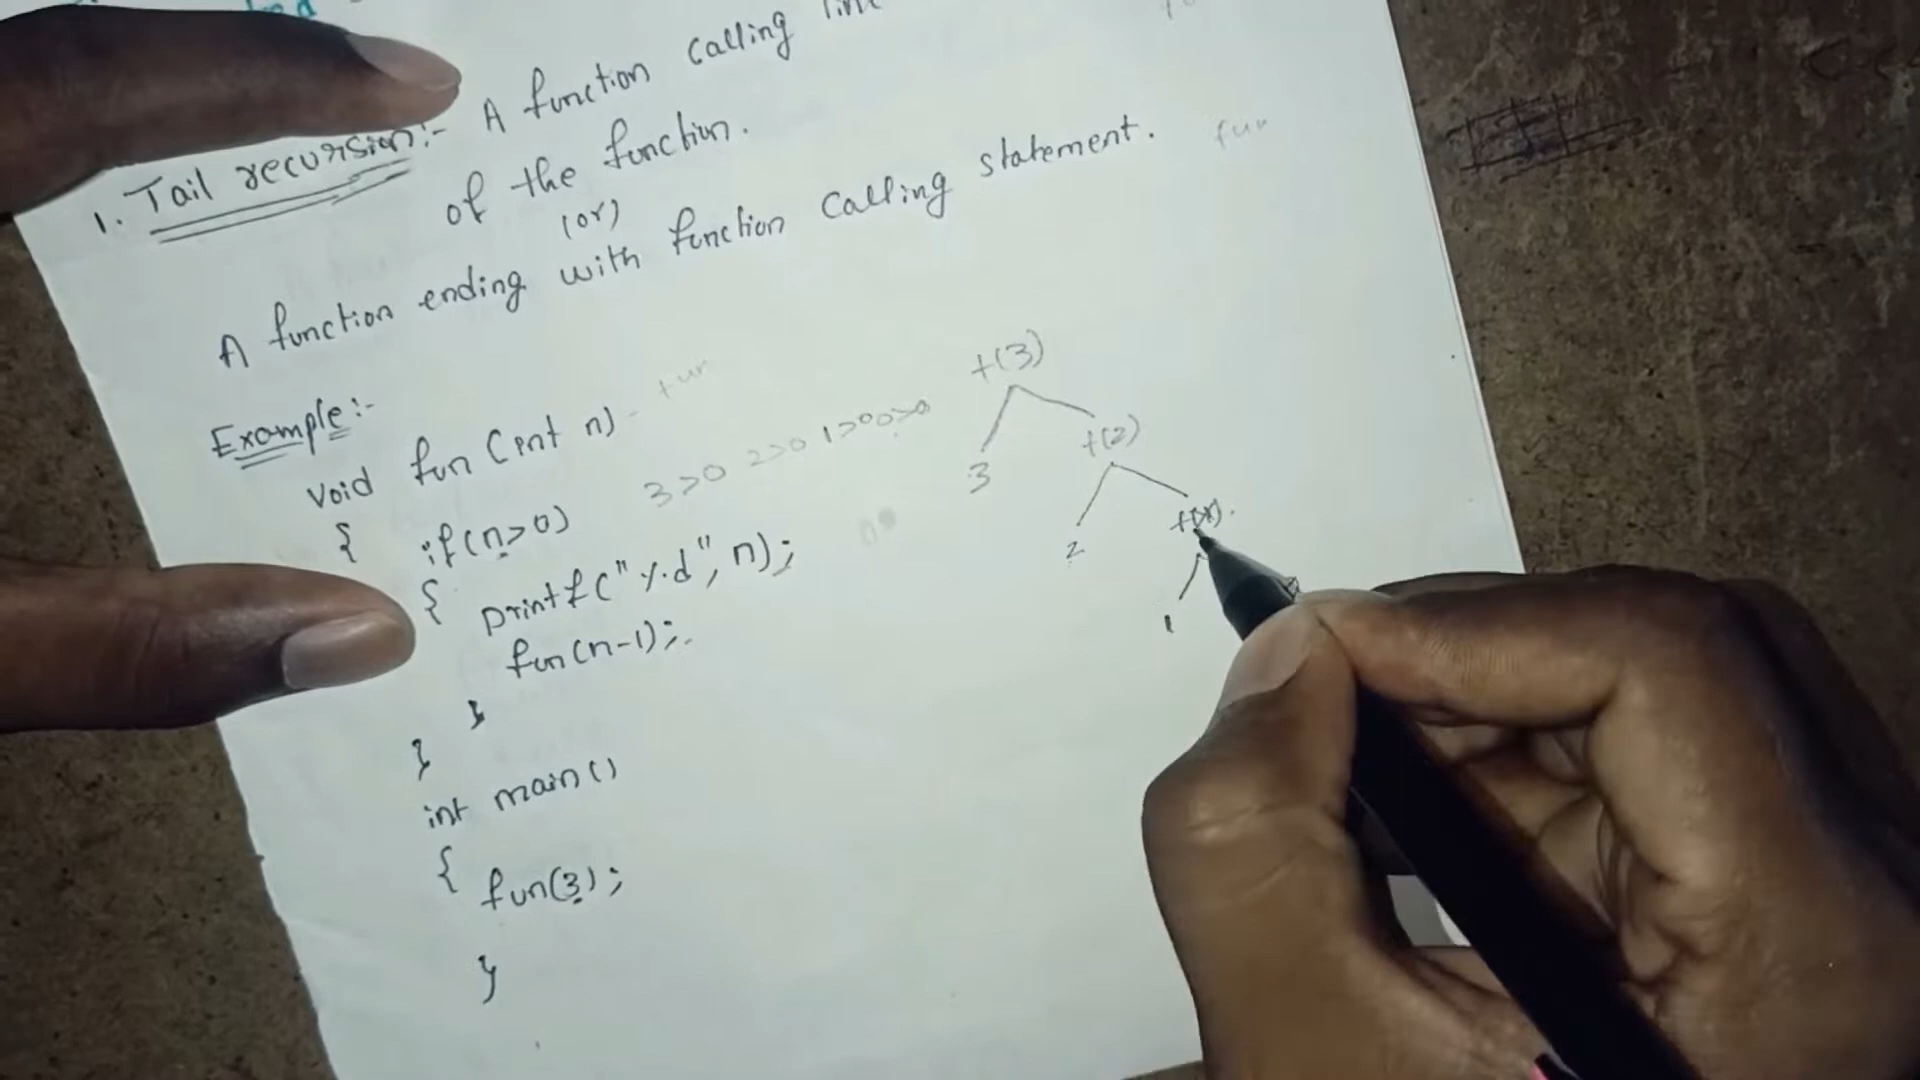 1. Tail recursion:- A function calling
of the function.
(or)
A function ending with function calling statement.
fun
Example:-
void fun (int n)
{ if(n>0) 3>0 2>0 1>0 0>0
{ printf("%d", n);
fun(n-1);
}
}
int main()
{ fun(3);
}
f(3)
3 f(2)
2
1